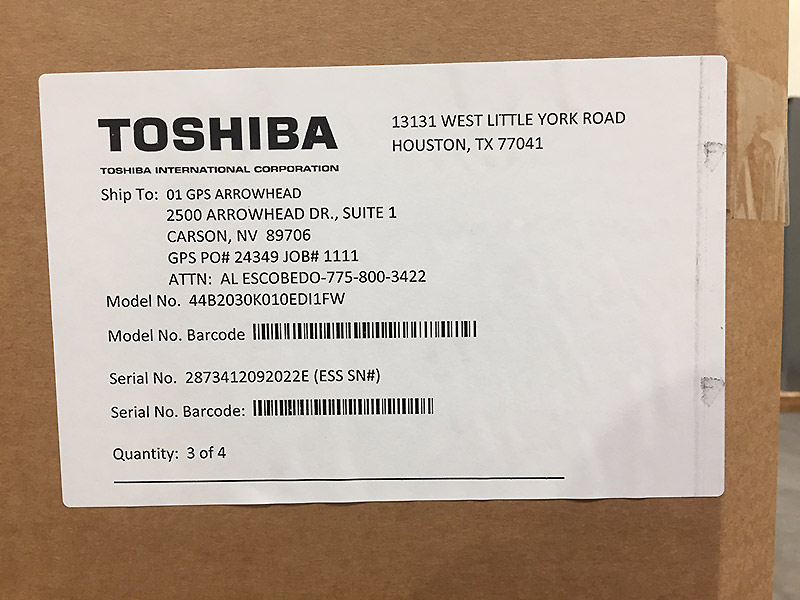 TOSHIBA
TOSHIBA INTERNATIONAL CORPORATION
13131 WEST LITTLE YORK ROAD
HOUSTON, TX 77041
Ship To: 01 GPS ARROWHEAD
2500 ARROWHEAD DR., SUITE 1
CARSON, NV 89706
GPS PO# 24349 JOB# 1111
ATTN: AL ESCOBEDO-775-800-3422
Model No. 44B2030K010EDI1FW
Model No. Barcode
Serial No. 2873412092022E (ESS SN#)
Serial No. Barcode:
Quantity: 3 of 4